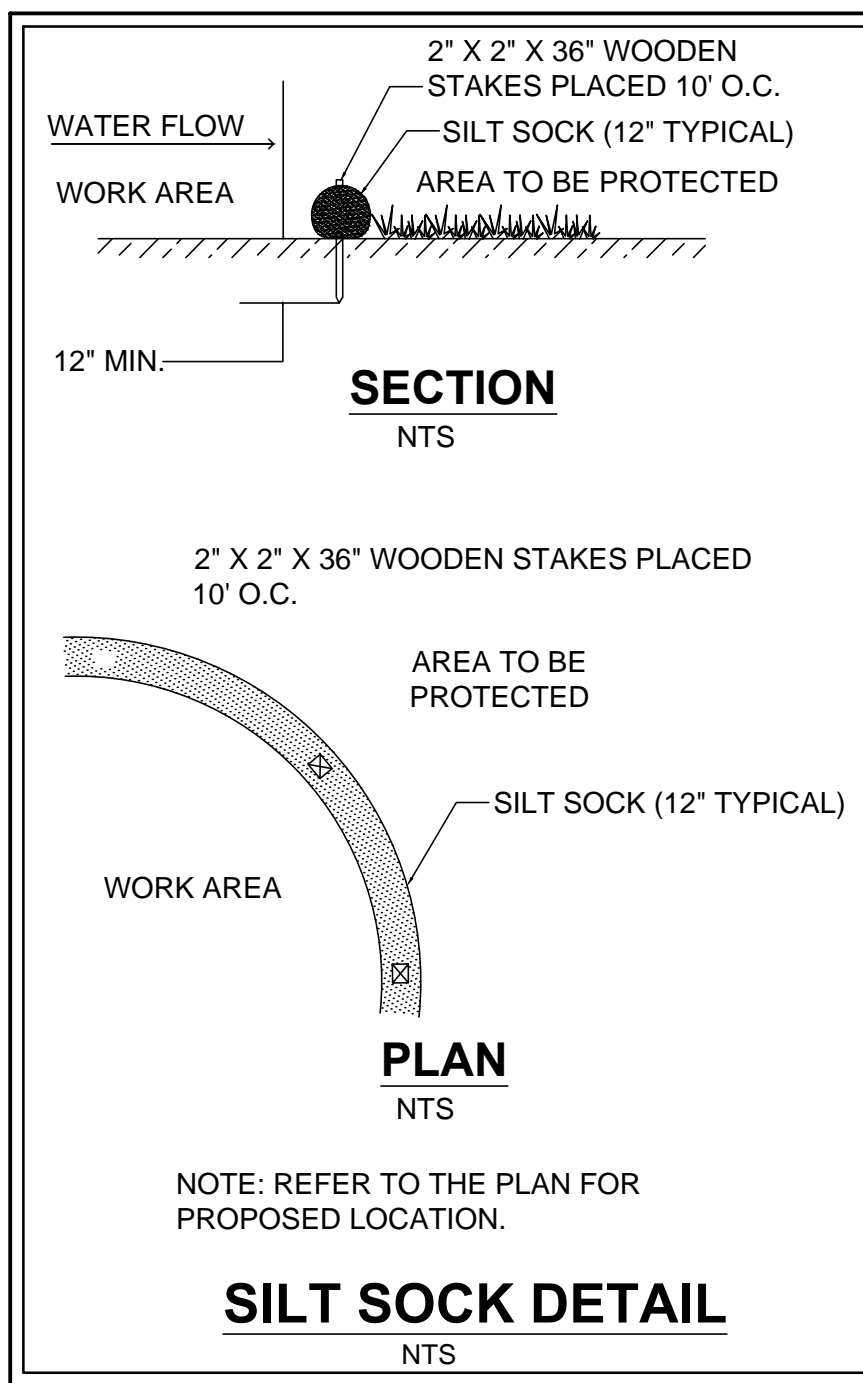 2" X 2" X 36" WOODEN
STAKES PLACED 10' O.C.
WATER FLOW
SILT SOCK (12" TYPICAL)
WORK AREA
AREA TO BE PROTECTED
12" MIN.
SECTION
NTS
2" X 2" X 36" WOODEN STAKES PLACED
10' O.C.
AREA TO BE
PROTECTED
SILT SOCK (12" TYPICAL)
WORK AREA
PLAN
NTS
NOTE: REFER TO THE PLAN FOR
PROPOSED LOCATION.
SILT SOCK DETAIL
NTS